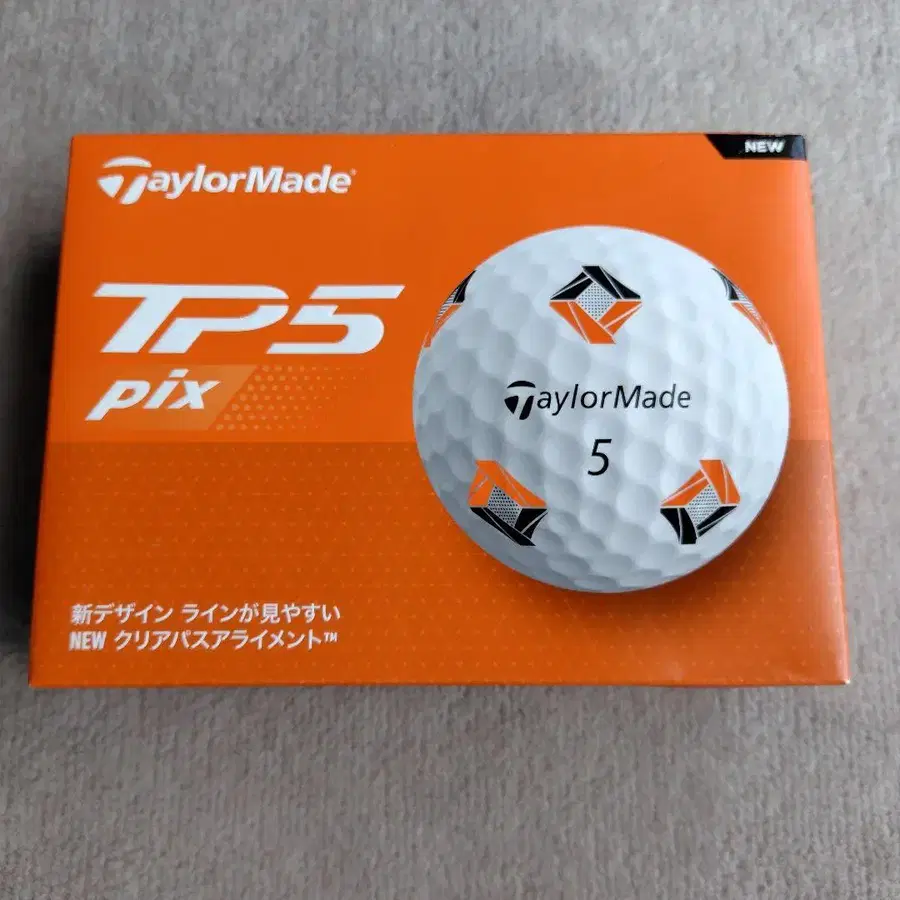 NEW
TaylorMade®
TP5
pix
TaylorMade
5
新デザイン ラインが見やすい
NEW クリアパスアライメント™